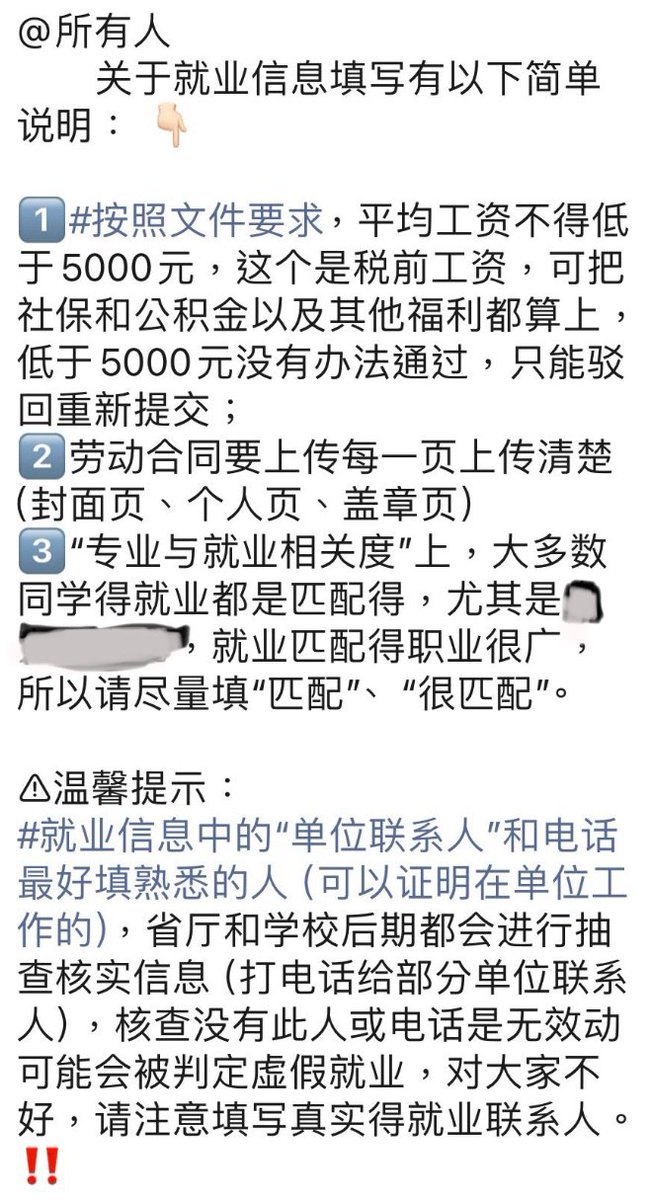 @所有人
关于就业信息填写有以下简单
说明：👇🏻
1️⃣#按照文件要求，平均工资不得低
于5000元，这个是税前工资，可把
社保和公积金以及其他福利都算上，
低于5000元没有办法通过，只能驳
回重新提交；
2️⃣劳动合同要上传每一页上传清楚
(封面页、个人页、盖章页)
3️⃣“专业与就业相关度”上，大多数
同学得就业都是匹配得，尤其是
，就业匹配得职业很广，
所以请尽量填“匹配”、“很匹配”。
⚠温馨提示：
#就业信息中的“单位联系人”和电话
最好填熟悉的人 (可以证明在单位工
作的)，省厅和学校后期都会进行抽
查核实信息 (打电话给部分单位联系
人)，核查没有此人或电话是无效动
可能会被判定虚假就业，对大家不
好，请注意填写真实得就业联系人。
‼️